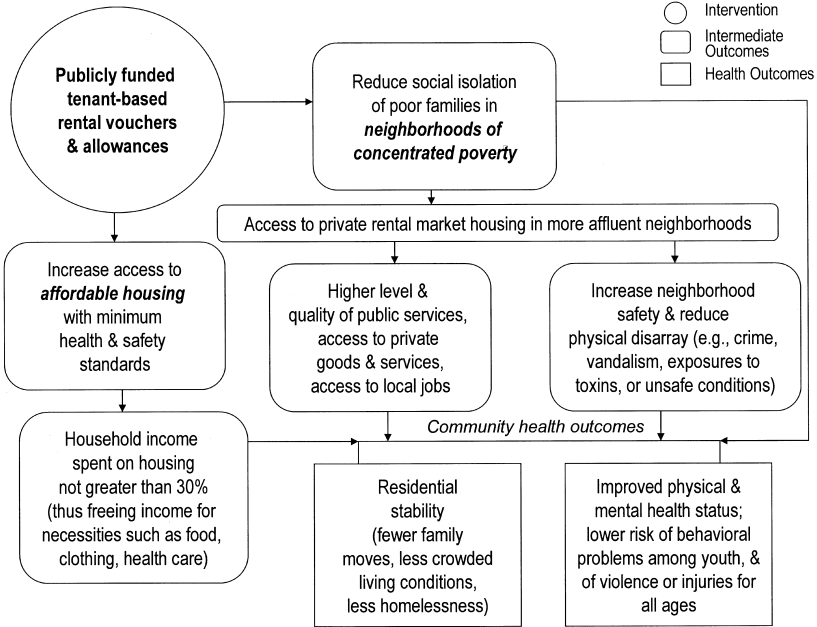 Intervention
Intermediate
Outcomes
Health Outcomes
Publicly funded
tenant-based
rental vouchers
& allowances
Reduce social isolation
of poor families in
neighborhoods of
concentrated poverty
Access to private rental market housing in more affluent neighborhoods
Increase access to
affordable housing
with minimum
health & safety
standards
Higher level &
quality of public services,
access to private
goods & services,
access to local jobs
Increase neighborhood
safety & reduce
physical disarray (e.g., crime,
vandalism, exposures to
toxins, or unsafe conditions)
Household income
spent on housing
not greater than 30%
(thus freeing income for
necessities such as food,
clothing, health care)
Community health outcomes
Residential
stability
(fewer family
moves, less crowded
living conditions,
less homelessness)
Improved physical &
mental health status;
lower risk of behavioral
problems among youth, &
of violence or injuries for
all ages